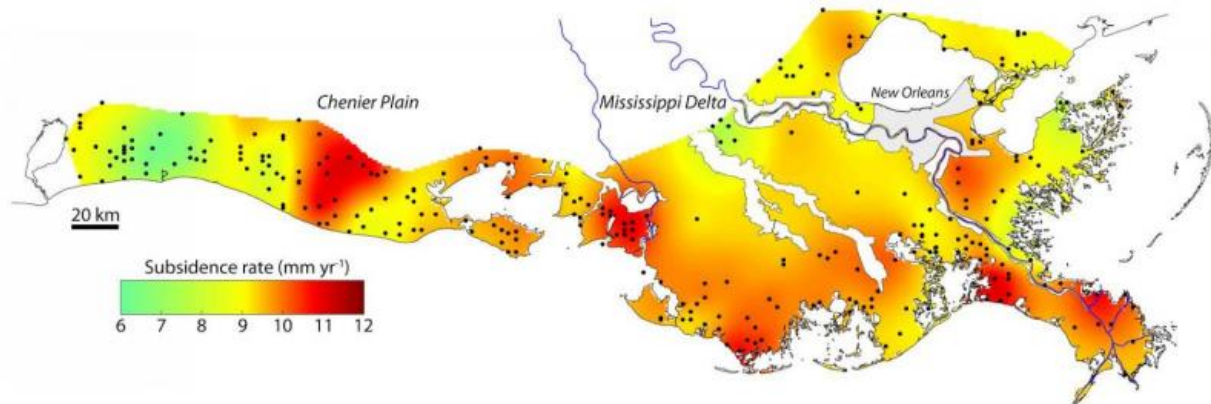 Chenier Plain
Mississippi Delta
New Orleans
20 km
Subsidence rate (mm yr⁻¹)
6 7 8 9 10 11 12